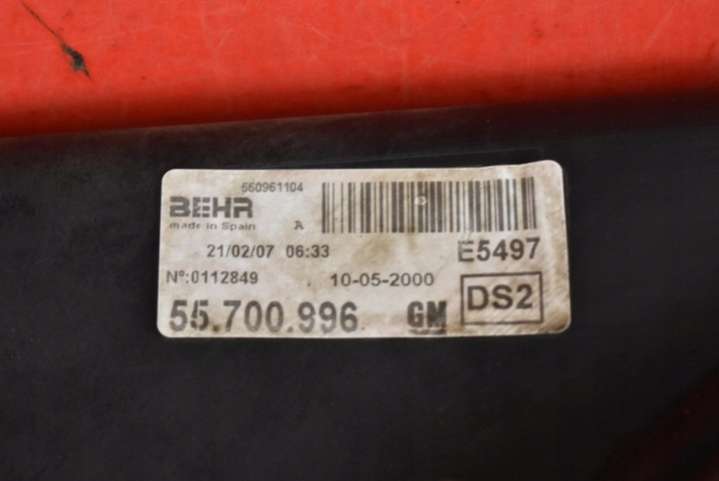 560961104
BEHR
made in Spain A
21/02/07 06:33 E5497
Nº:0112849 10-05-2000 DS2
55.700.996 GM